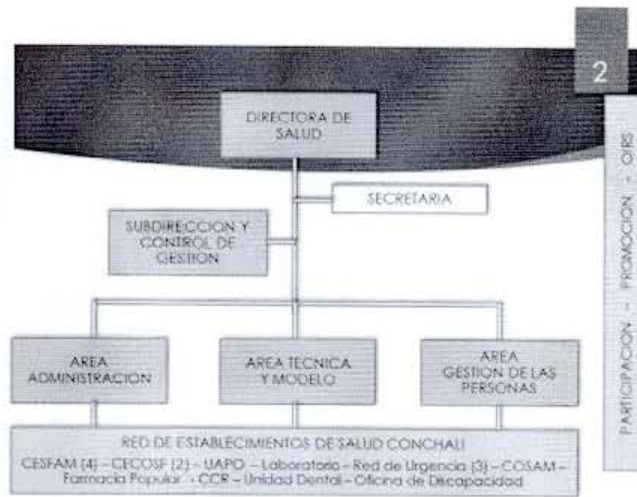 2
DIRECTORA DE
SALUD
SECRETARIA
SUBDIRECCION Y
CONTROL DE
GESTION
AREA
ADMINISTRACION
AREA TECNICA
Y MODELO
AREA
GESTION DE LAS
PERSONAS
RED DE ESTABLECIMIENTOS DE SALUD CONCHALI
CESFAM (4) – CECOSF (2) – UAPO – Laboratorio – Red de Urgencia (3) – COSAM –
Farmacia Popular - CCR – Unidad Dental – Oficina de Discapacidad
PARTICIPACION – PROMOCION - OIRS